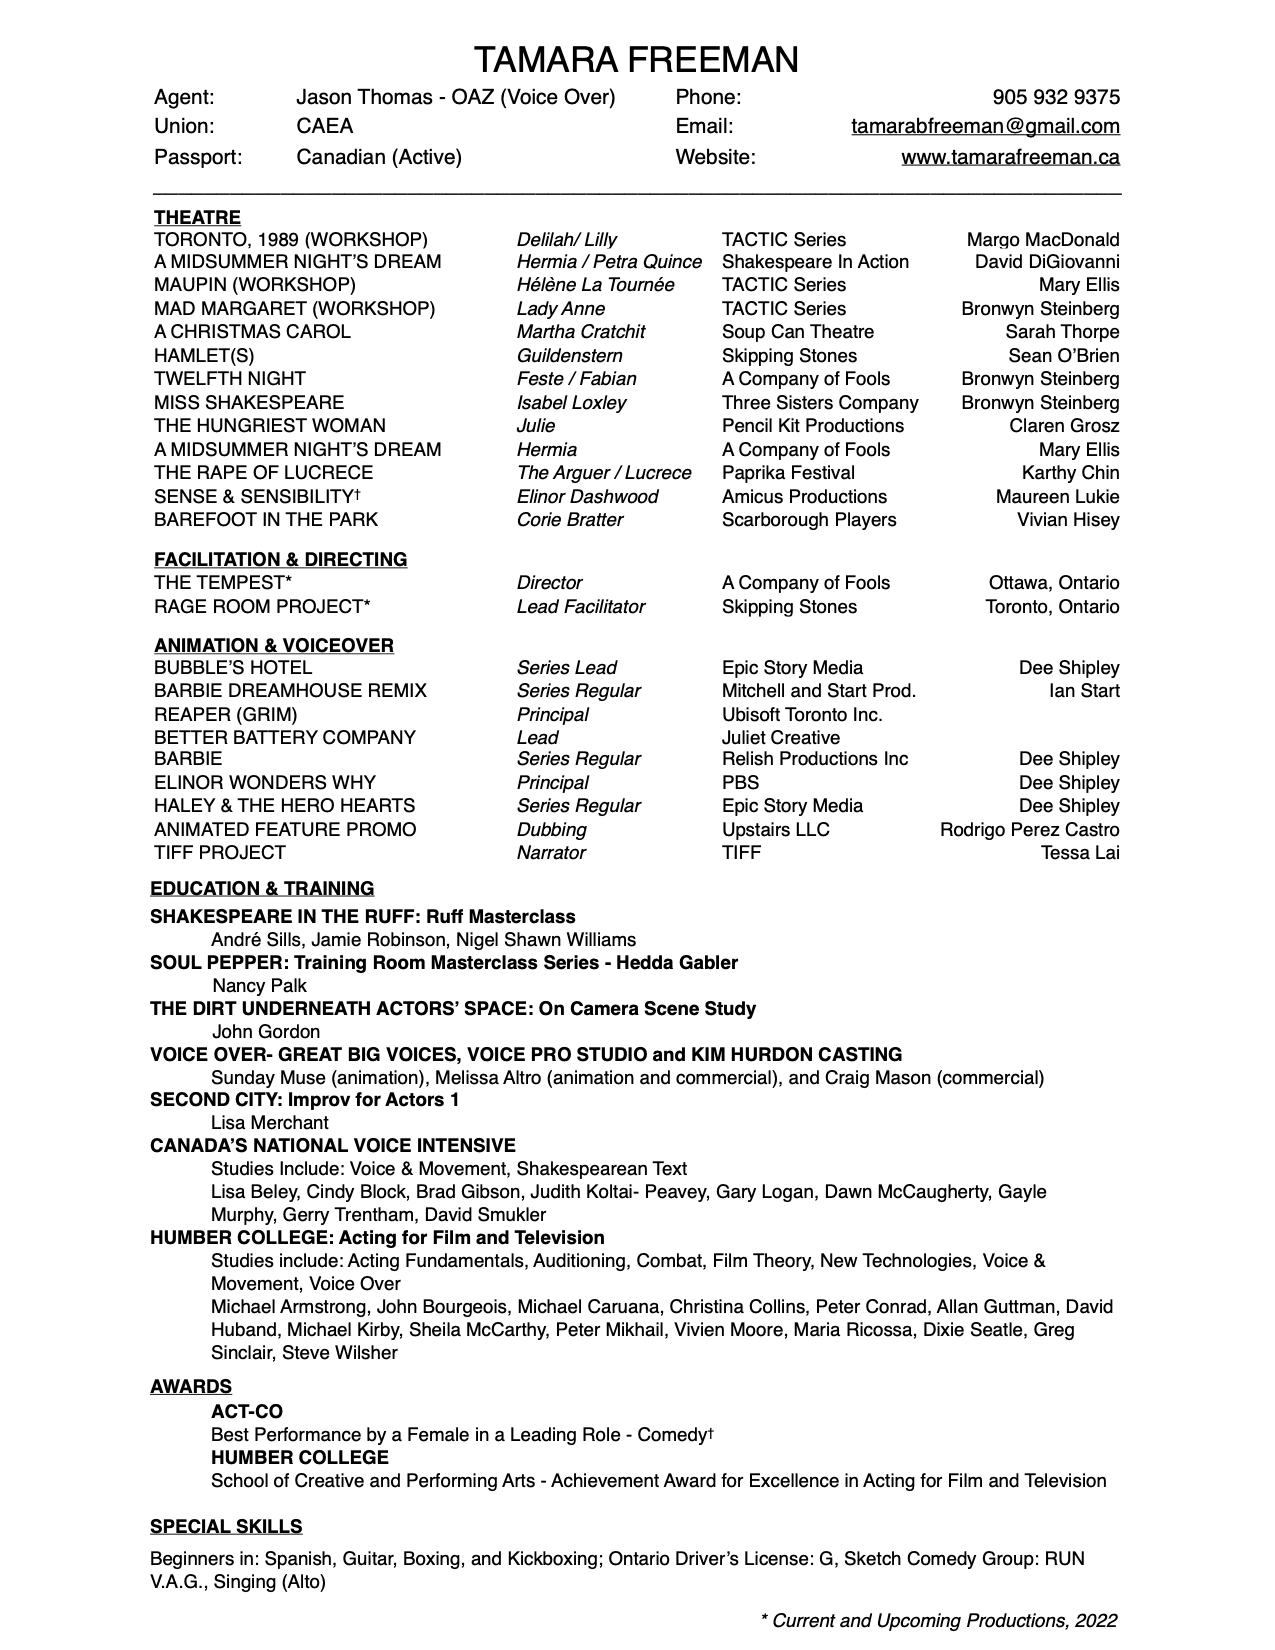 TAMARA FREEMAN
Agent: Jason Thomas - OAZ (Voice Over) Phone: 905 932 9375
Union: CAEA Email: tamarabfreeman@gmail.com
Passport: Canadian (Active) Website: www.tamarafreeman.ca
THEATRE
TORONTO, 1989 (WORKSHOP) Delilah/ Lilly TACTIC Series Margo MacDonald
A MIDSUMMER NIGHT’S DREAM Hermia / Petra Quince Shakespeare In Action David DiGiovanni
MAUPIN (WORKSHOP) Hélène La Tournée TACTIC Series Mary Ellis
MAD MARGARET (WORKSHOP) Lady Anne TACTIC Series Bronwyn Steinberg
A CHRISTMAS CAROL Martha Cratchit Soup Can Theatre Sarah Thorpe
HAMLET(S) Guildenstern Skipping Stones Sean O’Brien
TWELFTH NIGHT Feste / Fabian A Company of Fools Bronwyn Steinberg
MISS SHAKESPEARE Isabel Loxley Three Sisters Company Bronwyn Steinberg
THE HUNGRIEST WOMAN Julie Pencil Kit Productions Claren Grosz
A MIDSUMMER NIGHT’S DREAM Hermia A Company of Fools Mary Ellis
THE RAPE OF LUCRECE The Arguer / Lucrece Paprika Festival Karthy Chin
SENSE & SENSIBILITY† Elinor Dashwood Amicus Productions Maureen Lukie
BAREFOOT IN THE PARK Corie Bratter Scarborough Players Vivian Hisey
FACILITATION & DIRECTING
THE TEMPEST* Director A Company of Fools Ottawa, Ontario
RAGE ROOM PROJECT* Lead Facilitator Skipping Stones Toronto, Ontario
ANIMATION & VOICEOVER
BUBBLE’S HOTEL Series Lead Epic Story Media Dee Shipley
BARBIE DREAMHOUSE REMIX Series Regular Mitchell and Start Prod. Ian Start
REAPER (GRIM) Principal Ubisoft Toronto Inc.
BETTER BATTERY COMPANY Lead Juliet Creative
BARBIE Series Regular Relish Productions Inc Dee Shipley
ELINOR WONDERS WHY Principal PBS Dee Shipley
HALEY & THE HERO HEARTS Series Regular Epic Story Media Dee Shipley
ANIMATED FEATURE PROMO Dubbing Upstairs LLC Rodrigo Perez Castro
TIFF PROJECT Narrator TIFF Tessa Lai
EDUCATION & TRAINING
SHAKESPEARE IN THE RUFF: Ruff Masterclass
André Sills, Jamie Robinson, Nigel Shawn Williams
SOUL PEPPER: Training Room Masterclass Series - Hedda Gabler
Nancy Palk
THE DIRT UNDERNEATH ACTORS’ SPACE: On Camera Scene Study
John Gordon
VOICE OVER- GREAT BIG VOICES, VOICE PRO STUDIO and KIM HURDON CASTING
Sunday Muse (animation), Melissa Altro (animation and commercial), and Craig Mason (commercial)
SECOND CITY: Improv for Actors 1
Lisa Merchant
CANADA’S NATIONAL VOICE INTENSIVE
Studies Include: Voice & Movement, Shakespearean Text
Lisa Beley, Cindy Block, Brad Gibson, Judith Koltai- Peavey, Gary Logan, Dawn McCaugherty, Gayle
Murphy, Gerry Trentham, David Smukler
HUMBER COLLEGE: Acting for Film and Television
Studies include: Acting Fundamentals, Auditioning, Combat, Film Theory, New Technologies, Voice &
Movement, Voice Over
Michael Armstrong, John Bourgeois, Michael Caruana, Christina Collins, Peter Conrad, Allan Guttman, David
Huband, Michael Kirby, Sheila McCarthy, Peter Mikhail, Vivien Moore, Maria Ricossa, Dixie Seatle, Greg
Sinclair, Steve Wilsher
AWARDS
ACT-CO
Best Performance by a Female in a Leading Role - Comedy†
HUMBER COLLEGE
School of Creative and Performing Arts - Achievement Award for Excellence in Acting for Film and Television
SPECIAL SKILLS
Beginners in: Spanish, Guitar, Boxing, and Kickboxing; Ontario Driver’s License: G, Sketch Comedy Group: RUN
V.A.G., Singing (Alto)
* Current and Upcoming Productions, 2022